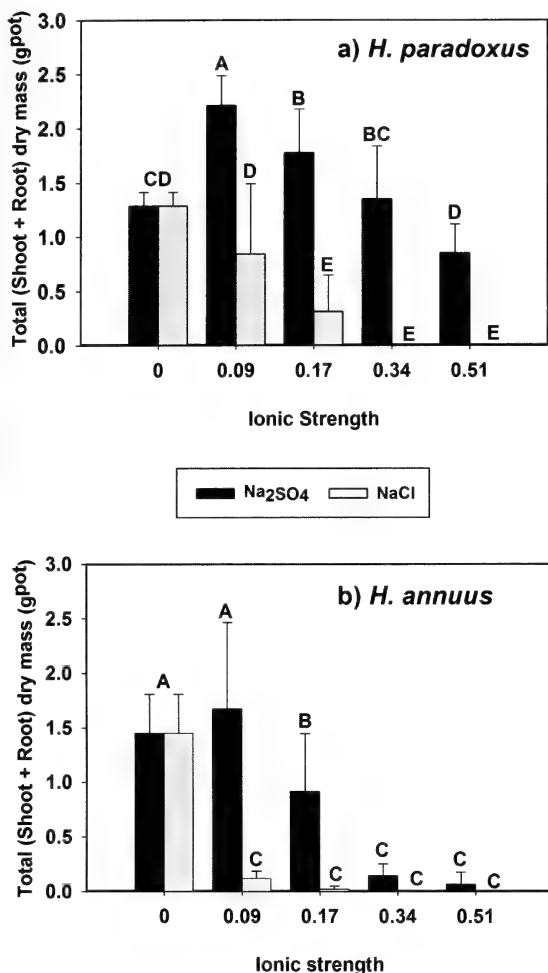 Total (Shoot + Root) dry mass (gpot)
a) H. paradoxus
3.0
2.5
2.0
1.5
1.0
0.5
0.0
CD
A
D
B
E
BC
E
D
E
0 0.09 0.17 0.34 0.51
Ionic Strength
Na2SO4 NaCl
Total (Shoot + Root) dry mass (gpot)
b) H. annuus
3.0
2.5
2.0
1.5
1.0
0.5
0.0
A
A
C
B
C
C
C
C
C
0 0.09 0.17 0.34 0.51
Ionic strength